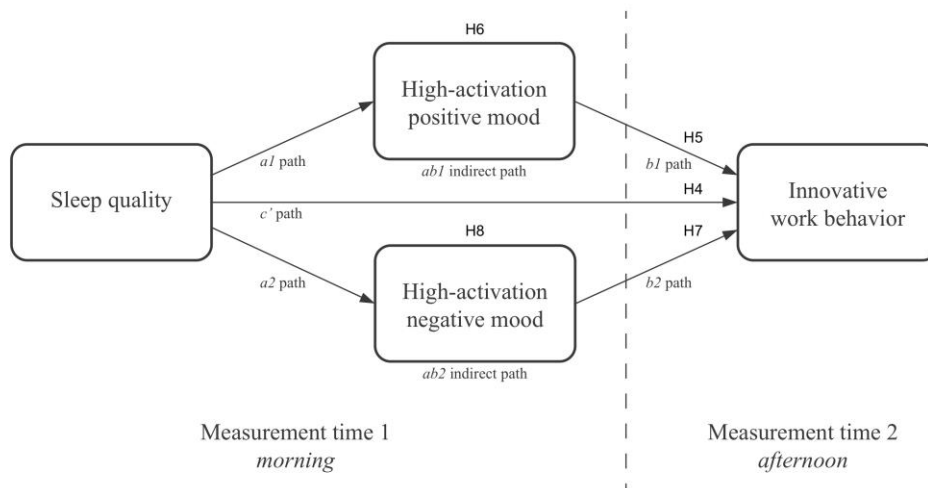 H6
High-activation
positive mood
a1 path
ab1 indirect path
H5
b1 path
Sleep quality
c' path
H4
Innovative
work behavior
H8
H7
a2 path
High-activation
negative mood
b2 path
ab2 indirect path
Measurement time 1
morning
Measurement time 2
afternoon